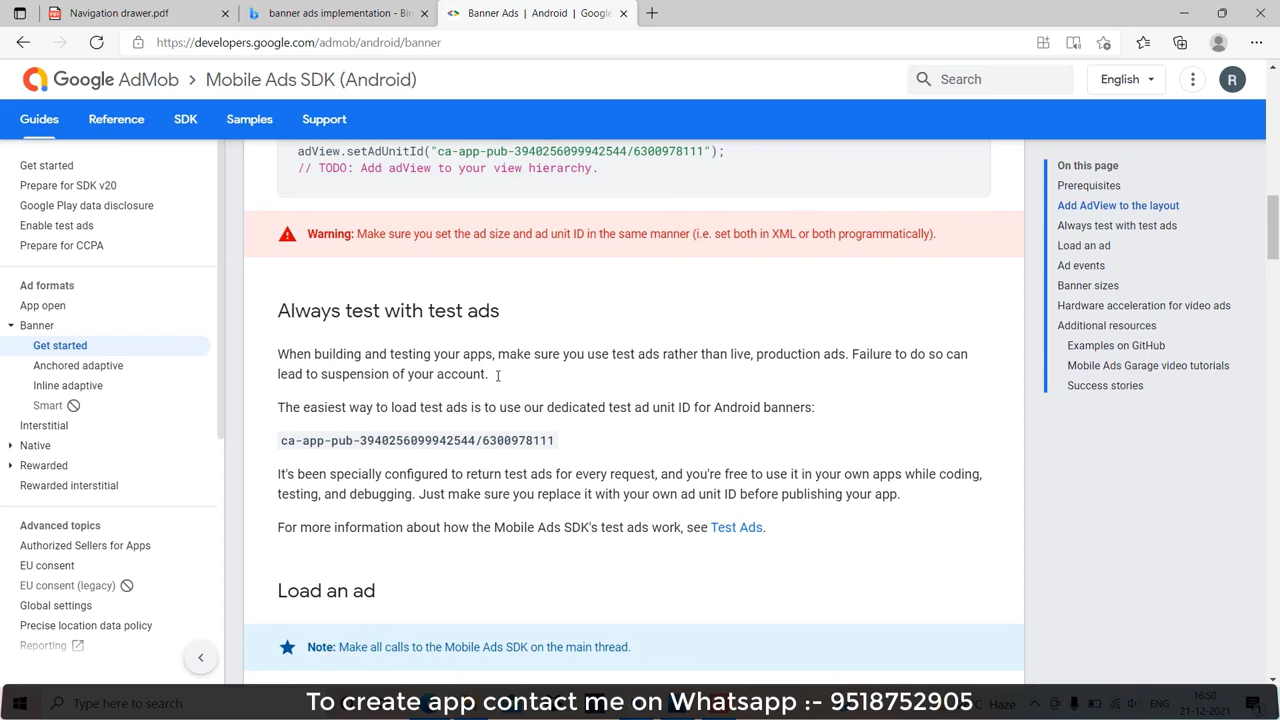 Navigation drawer.pdf
banner ads implementation - Bin
Banner Ads | Android | Google
https://developers.google.com/admob/android/banner
Google AdMob > Mobile Ads SDK (Android)
Search
English
R
Guides
Reference
SDK
Samples
Support
Get started
Prepare for SDK v20
Google Play data disclosure
Enable test ads
Prepare for CCPA
Ad formats
App open
Banner
Get started
Anchored adaptive
Inline adaptive
Smart
Interstitial
Native
Rewarded
Rewarded interstitial
Advanced topics
Authorized Sellers for Apps
EU consent
EU consent (legacy)
Global settings
Precise location data policy
Reporting
adView.setAdUnitId("ca-app-pub-3940256099942544/6300978111");
// TODO: Add adView to your view hierarchy.
Warning: Make sure you set the ad size and ad unit ID in the same manner (i.e. set both in XML or both programmatically).
Always test with test ads
When building and testing your apps, make sure you use test ads rather than live, production ads. Failure to do so can
lead to suspension of your account.
The easiest way to load test ads is to use our dedicated test ad unit ID for Android banners:
ca-app-pub-3940256099942544/6300978111
It's been specially configured to return test ads for every request, and you're free to use it in your own apps while coding,
testing, and debugging. Just make sure you replace it with your own ad unit ID before publishing your app.
For more information about how the Mobile Ads SDK's test ads work, see Test Ads.
Load an ad
Note: Make all calls to the Mobile Ads SDK on the main thread.
On this page
Prerequisites
Add AdView to the layout
Always test with test ads
Load an ad
Ad events
Banner sizes
Hardware acceleration for video ads
Additional resources
Examples on GitHub
Mobile Ads Garage video tutorials
Success stories
Type here to search
To create app contact me on Whatsapp :- 9518752905
Haze
16:50
21-12-2021